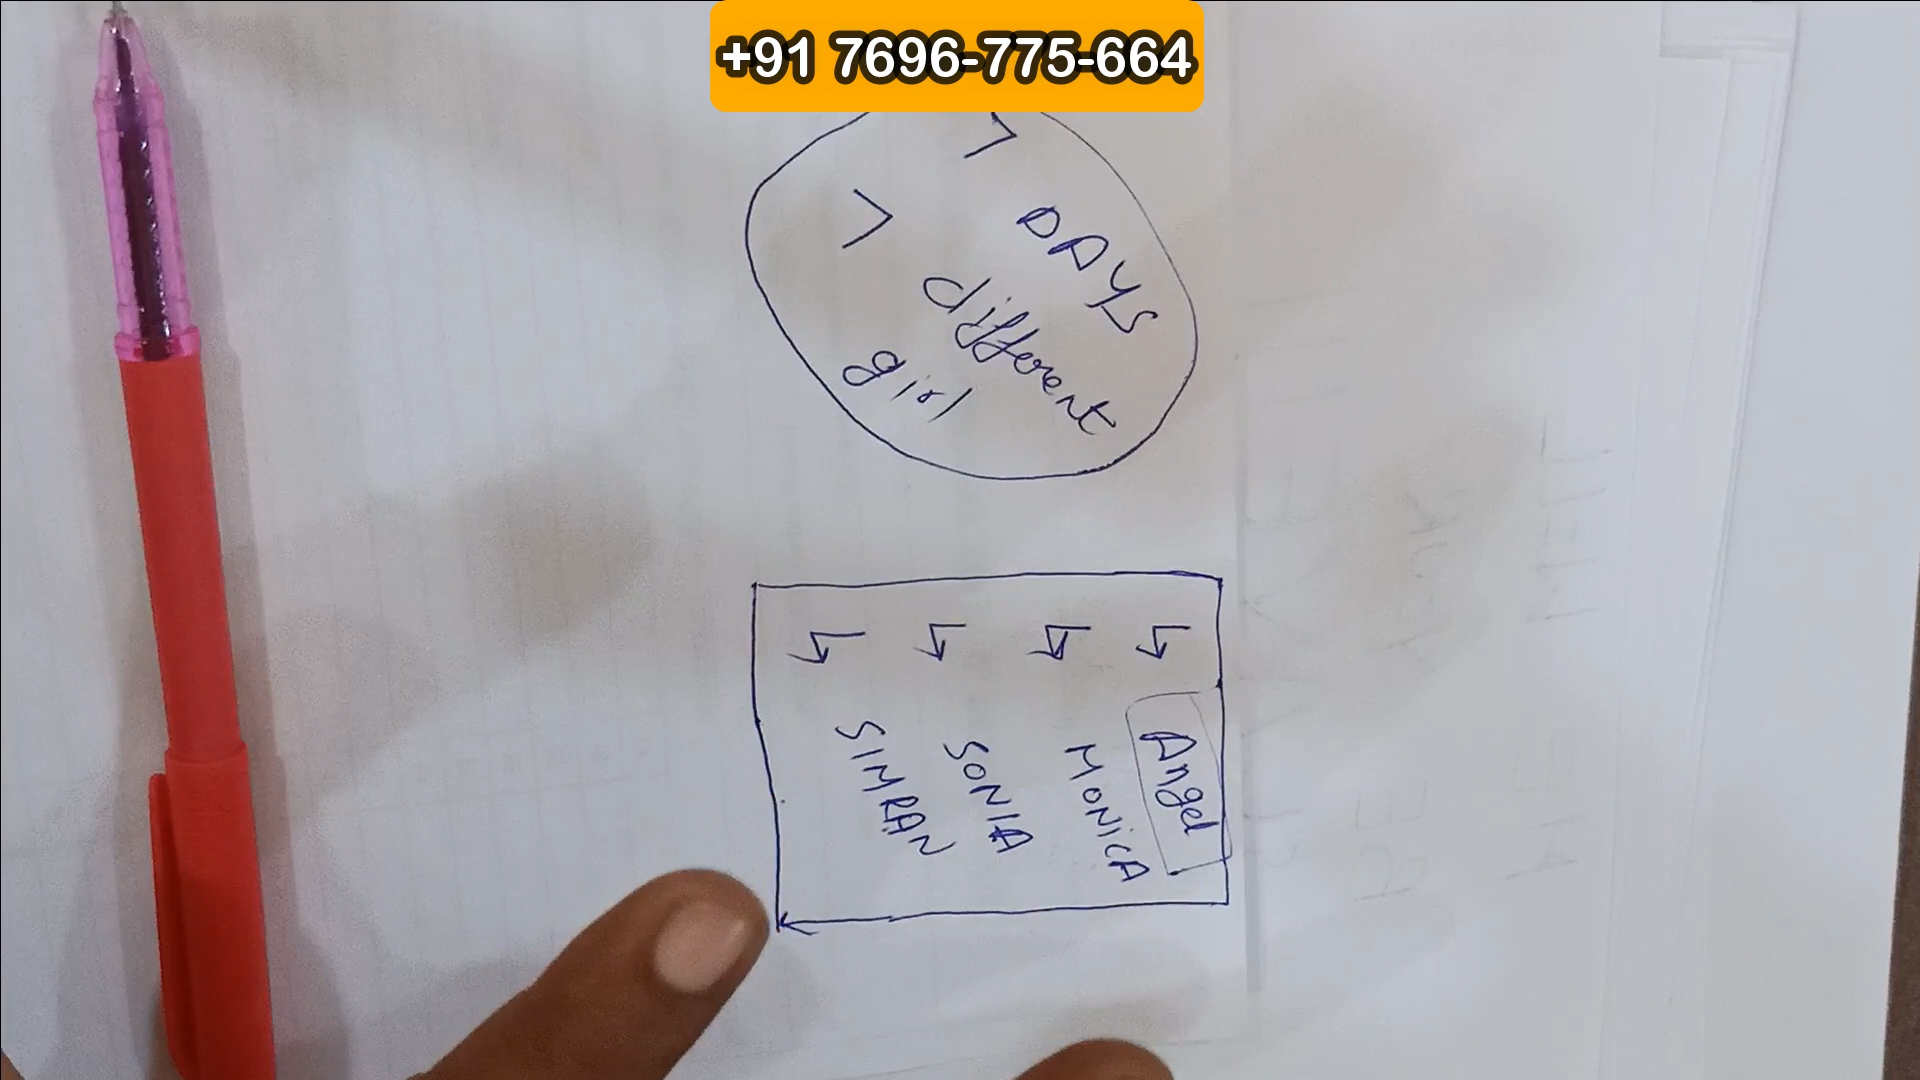 +91 7696-775-664
7 DAYS
7 different
girl
Angel
MONICA
SONIA
SIMRAN